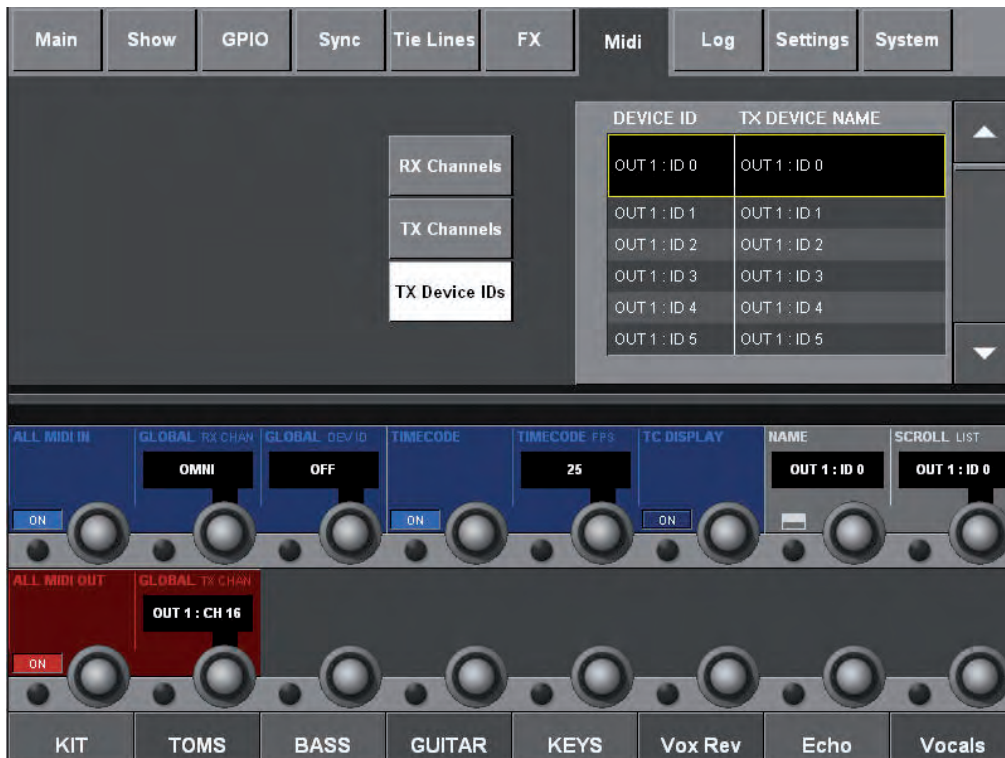 Main Show GPIO Sync Tie Lines FX Midi Log Settings System
DEVICE ID TX DEVICE NAME
RX Channels
TX Channels
TX Device IDs
OUT 1 : ID 0 OUT 1 : ID 0
OUT 1 : ID 1 OUT 1 : ID 1
OUT 1 : ID 2 OUT 1 : ID 2
OUT 1 : ID 3 OUT 1 : ID 3
OUT 1 : ID 4 OUT 1 : ID 4
OUT 1 : ID 5 OUT 1 : ID 5
ALL MIDI IN GLOBAL RX CHAN GLOBAL DEV ID TIMECODE TIMECODE FPS TC DISPLAY NAME SCROLL LIST
OMNI OFF 25 OUT 1 : ID 0 OUT 1 : ID 0
ON ON ON
ALL MIDI OUT GLOBAL TX CHAN
OUT 1 : CH 16
ON
KIT TOMS BASS GUITAR KEYS Vox Rev Echo Vocals